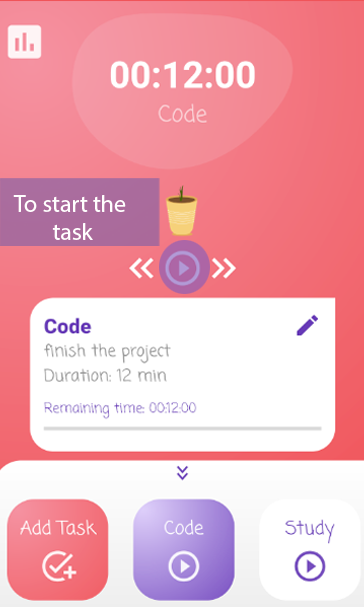 00:12:00
Code
To start the
task
Code
finish the project
Duration: 12 min
Remaining time: 00:12:00
Add Task
Code
Study